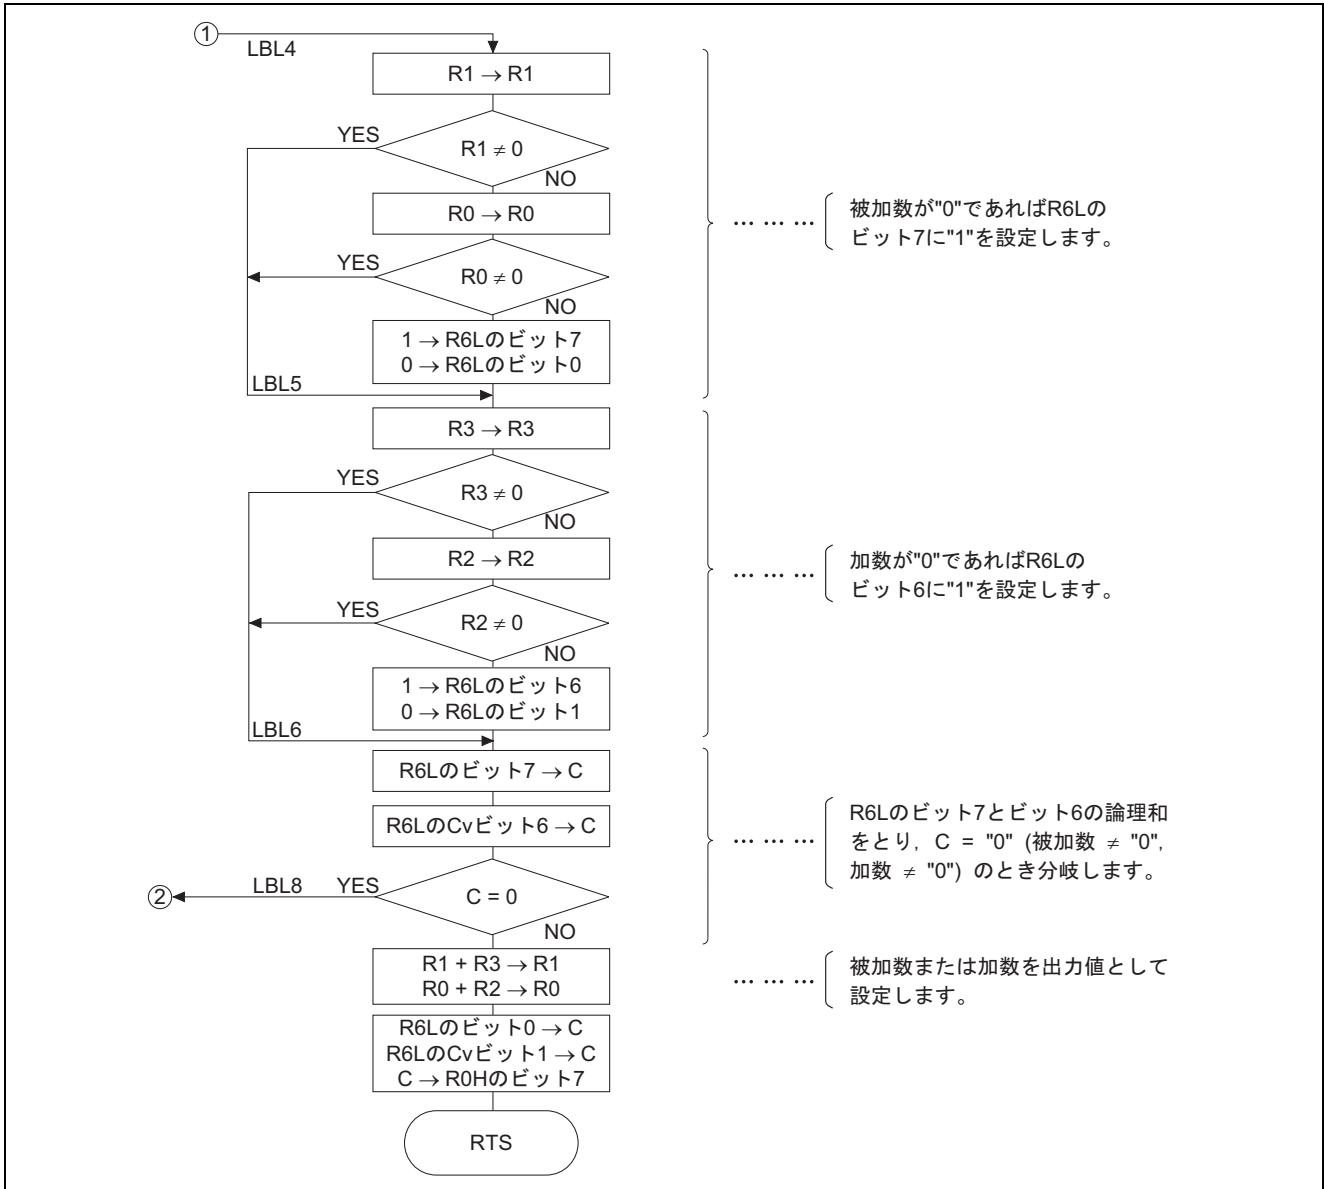 ①
LBL4
R1 → R1
YES
R1 ≠ 0
NO
R0 → R0
YES
R0 ≠ 0
NO
1 → R6Lのビット7
0 → R6Lのビット0
… … …
被加数が"0"であればR6Lの
ビット7に"1"を設定します。
LBL5
R3 → R3
YES
R3 ≠ 0
NO
R2 → R2
YES
R2 ≠ 0
NO
1 → R6Lのビット6
0 → R6Lのビット1
… … …
加数が"0"であればR6Lの
ビット6に"1"を設定します。
LBL6
R6Lのビット7 → C
R6LのCvビット6 → C
② LBL8 YES
C = 0
NO
… … …
R6Lのビット7とビット6の論理和
をとり, C = "0" (被加数 ≠ "0",
加数 ≠ "0") のとき分岐します。
R1 + R3 → R1
R0 + R2 → R0
… … …
被加数または加数を出力値として
設定します。
R6Lのビット0 → C
R6LのCvビット1 → C
C → R0Hのビット7
RTS